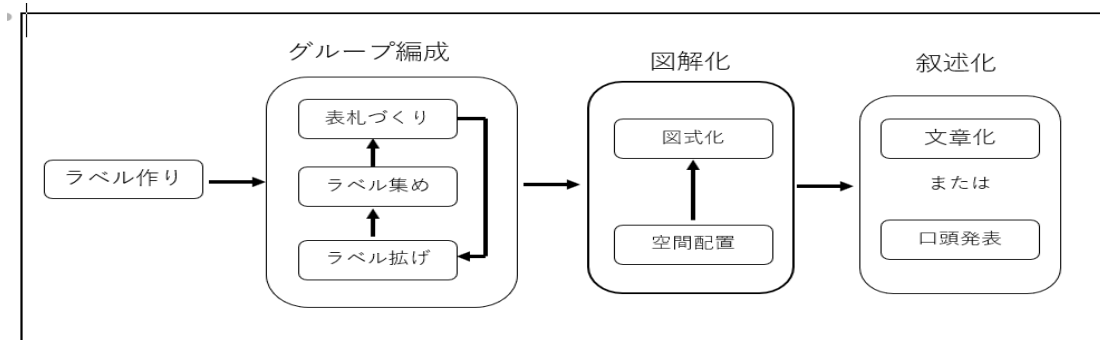 ラベル作り
グループ編成
表札づくり
ラベル集め
ラベル拡げ
図解化
図式化
空間配置
叙述化
文章化
または
口頭発表